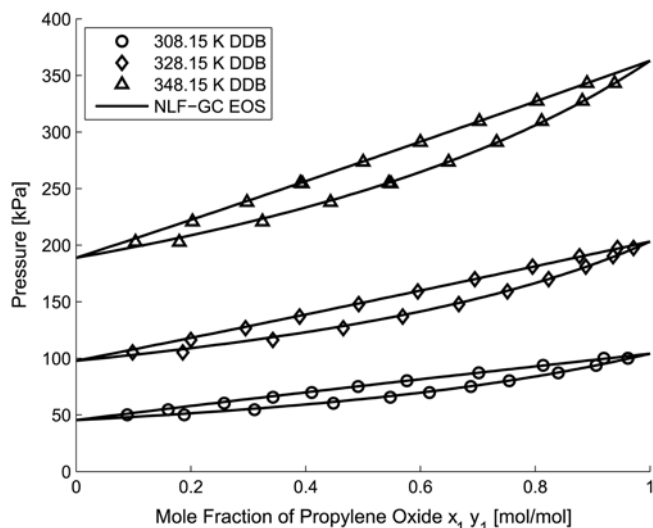 308.15 K DDB
328.15 K DDB
348.15 K DDB
NLF-GC EOS
400
350
300
250
200
150
100
50
0
Pressure [kPa]
0 0.2 0.4 0.6 0.8 1
Mole Fraction of Propylene Oxide x₁ y₁ [mol/mol]